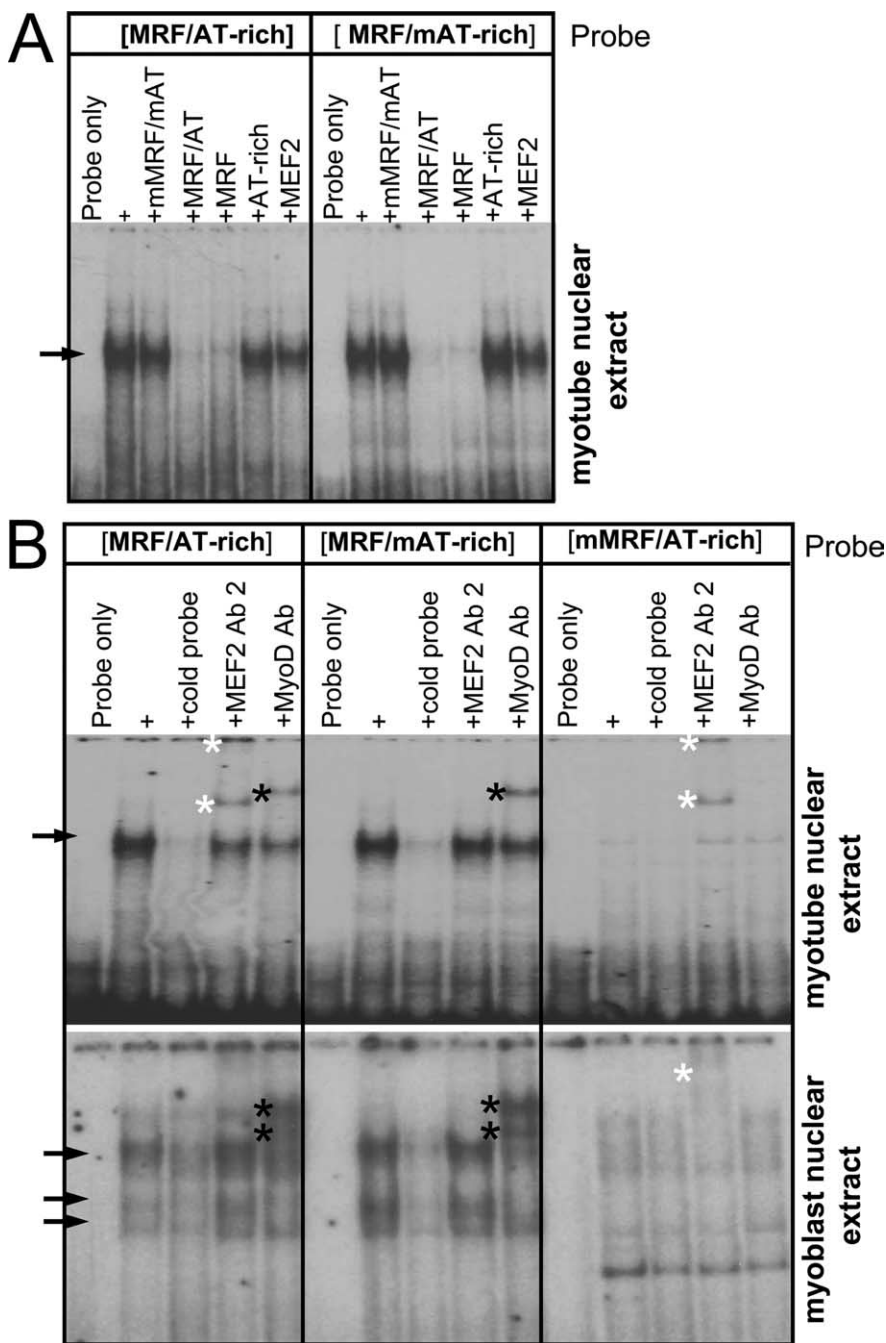 A
[MRF/AT-rich]
[ MRF/mAT-rich]
Probe
Probe only
+
+mMRF/mAT
+MRF/AT
+MRF
+AT-rich
+MEF2
Probe only
+
+mMRF/mAT
+MRF/AT
+MRF
+AT-rich
+MEF2
myotube nuclear
extract
B
[MRF/AT-rich]
[MRF/mAT-rich]
[mMRF/AT-rich]
Probe
Probe only
+
+cold probe
+MEF2 Ab 2
+MyoD Ab
Probe only
+
+cold probe
+MEF2 Ab 2
+MyoD Ab
Probe only
+
+cold probe
+MEF2 Ab 2
+MyoD Ab
*
*
*
*
*
*
myotube nuclear
extract
*
*
*
*
*
myoblast nuclear
extract